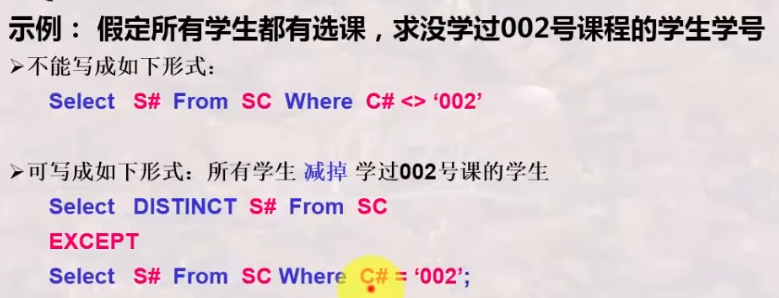 示例： 假定所有学生都有选课，求没学过002号课程的学生学号
➢不能写成如下形式：
Select S# From SC Where C# <> ‘002’
➢可写成如下形式：所有学生 减掉 学过002号课的学生
Select DISTINCT S# From SC
EXCEPT
Select S# From SC Where C# = ‘002’;